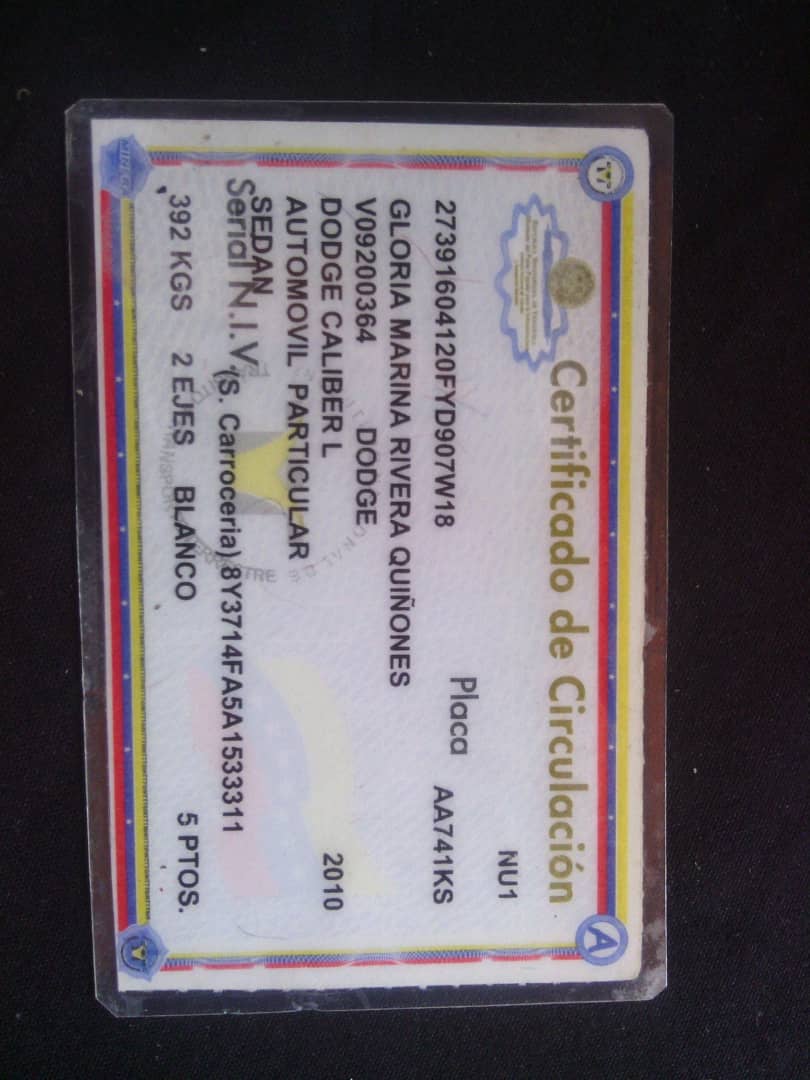 Certificado de Circulación
NU1
Placa
27391604120FYD907W18 AA741KS
GLORIA MARINA RIVERA QUIÑONES
V09200364 DODGE
DODGE CALIBER L 2010
AUTOMOVIL PARTICULAR
SEDAN
Serial N.I.V. (S. Carroceria) 8Y3714FA5A1533311
392 KGS 2 EJES BLANCO 5 PTOS.
A